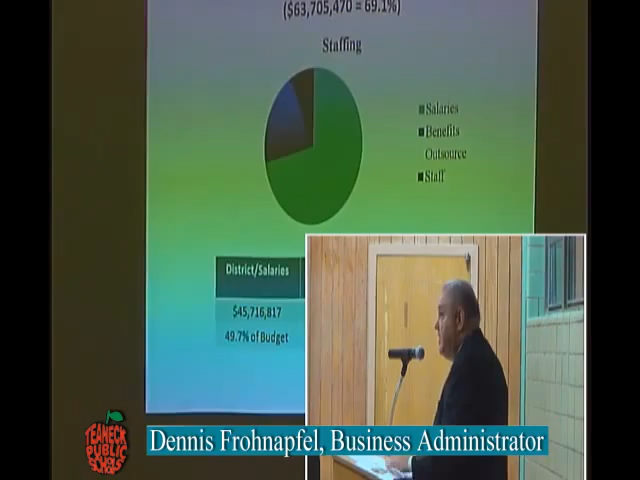 ($63,705,470 = 69.1%)
Staffing
Salaries
Benefits
Outsource
Staff
District/Salaries
$45,716,817
49.7% of Budget
TEANECK
PUBLIC
SCHOOLS
Dennis Frohnapfel, Business Administrator